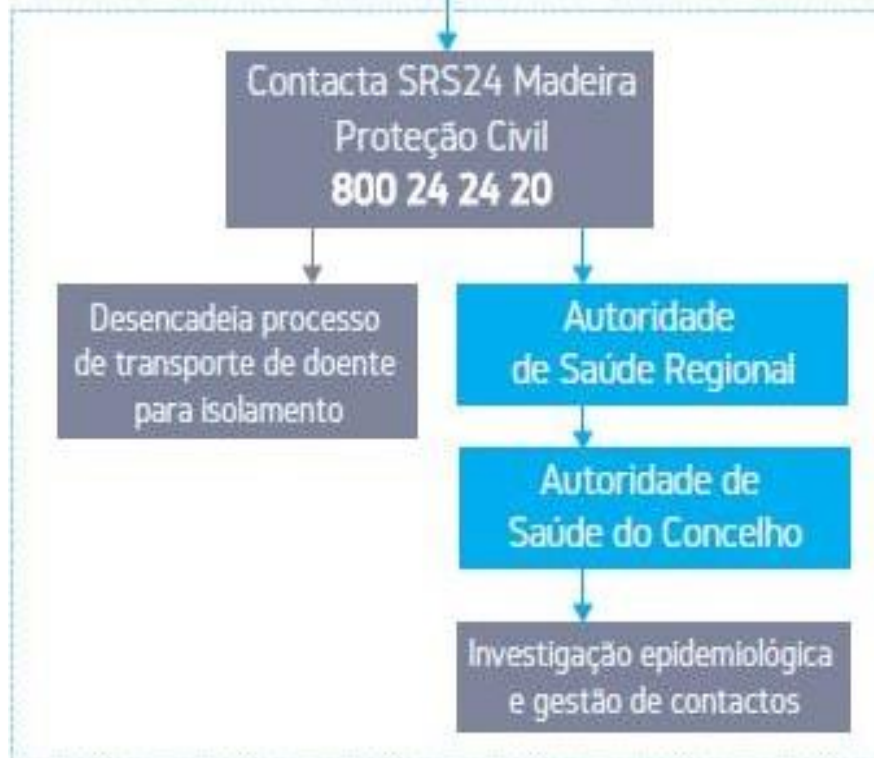 Contacta SRS24 Madeira
Proteção Civil
800 24 24 20
Desencadeia processo
de transporte de doente
para isolamento
Autoridade
de Saúde Regional
Autoridade de
Saúde do Concelho
Investigação epidemiológica
e gestão de contactos